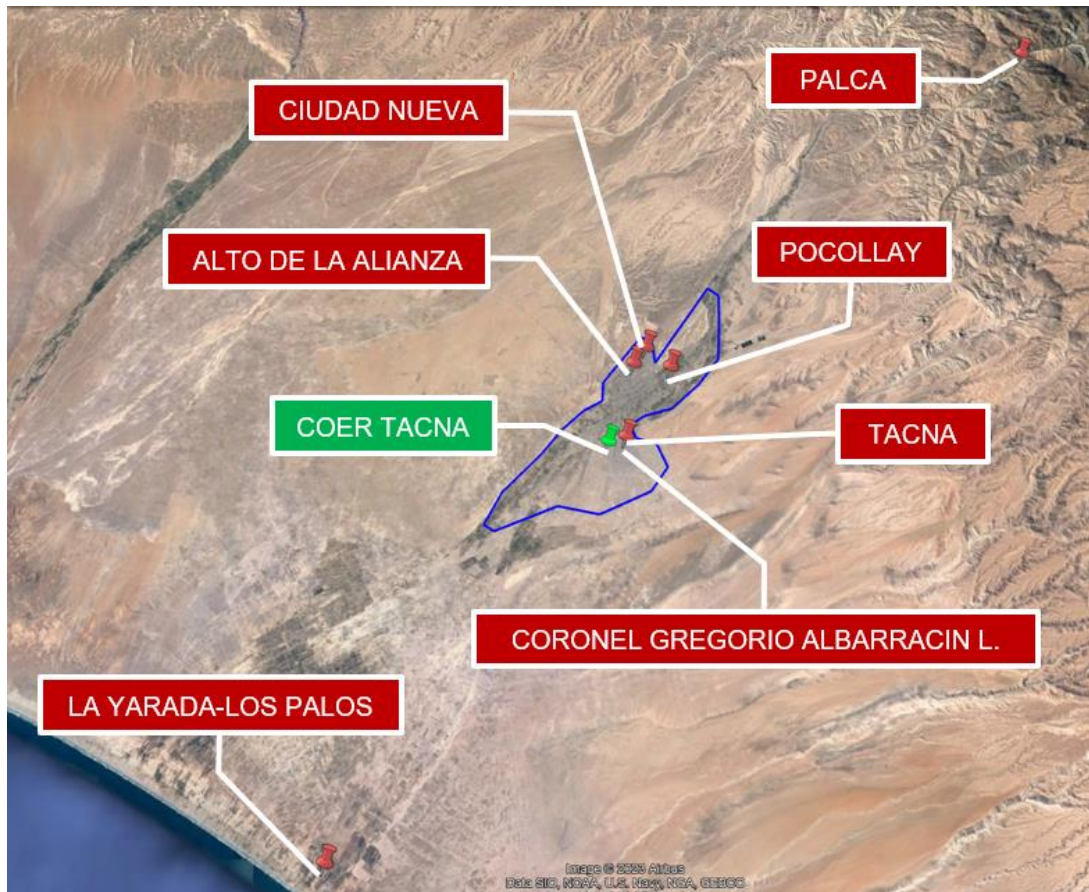 PALCA
CIUDAD NUEVA
ALTO DE LA ALIANZA
POCOLLAY
COER TACNA
TACNA
CORONEL GREGORIO ALBARRACIN L.
LA YARADA-LOS PALOS
Image © 2023 Airbus
Data SIO, NOAA, U.S. Navy, NGA, GEBCO